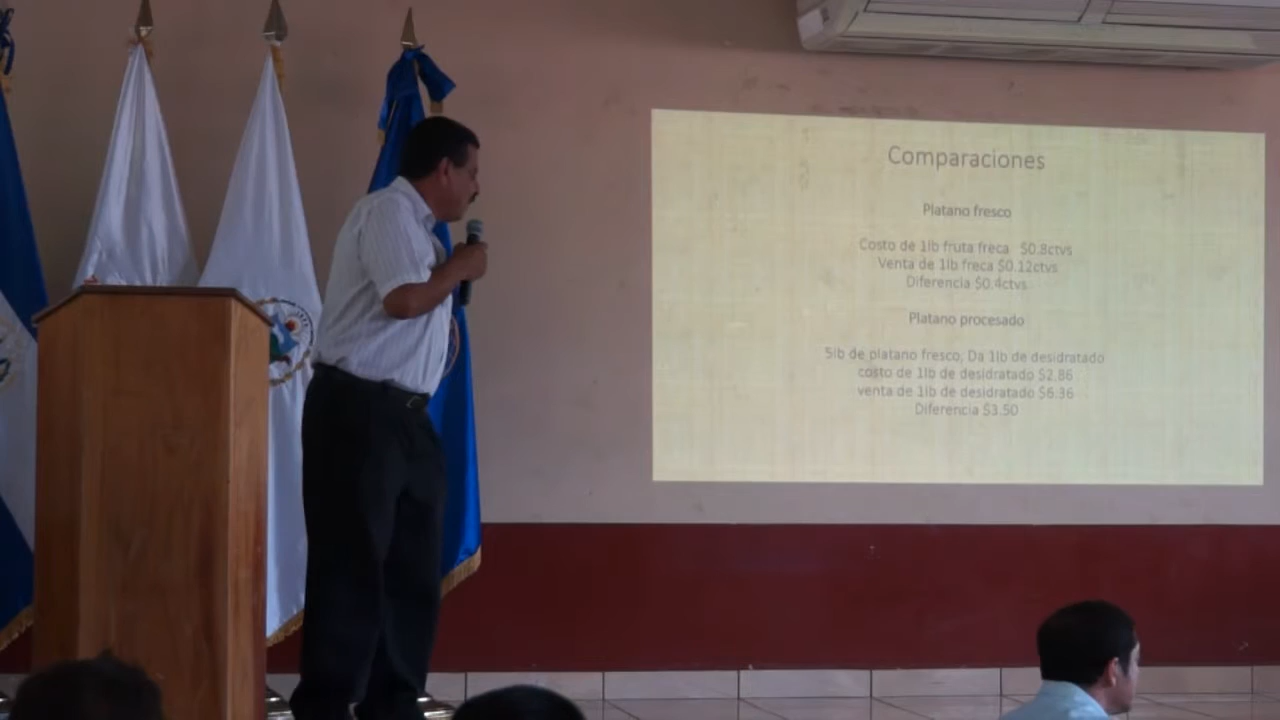 Comparaciones
Platano fresco
Costo de 1lb fruta freca $0.8ctvs
Venta de 1lb freca $0.12ctvs
Diferencia $0.4ctvs
Platano procesado
5lb de platano fresco, Da 1lb de desidratado
costo de 1lb de desidratado $2.86
venta de 1lb de desidratado $6.36
Diferencia $3.50